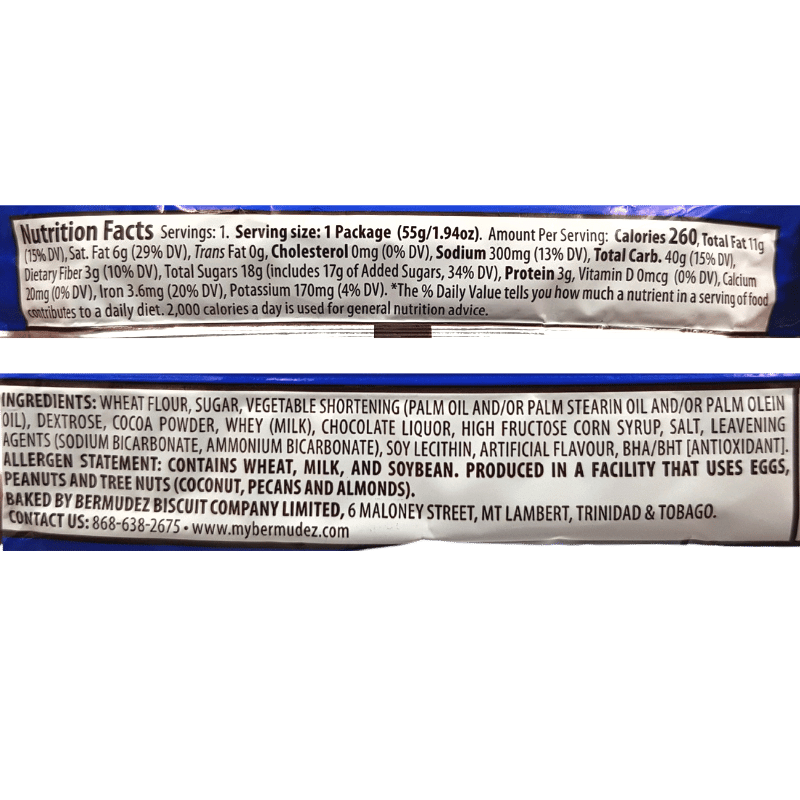 Nutrition Facts Servings: 1. Serving size: 1 Package (55g/1.94oz). Amount Per Serving: Calories 260, Total Fat 11g
(15% DV), Sat. Fat 6g (29% DV), Trans Fat 0g, Cholesterol 0mg (0% DV), Sodium 300mg (13% DV), Total Carb. 40g (15% DV),
Dietary Fiber 3g (10% DV), Total Sugars 18g (includes 17g of Added Sugars, 34% DV), Protein 3g, Vitamin D 0mcg (0% DV), Calcium
20mg (0% DV), Iron 3.6mg (20% DV), Potassium 170mg (4% DV). *The % Daily Value tells you how much a nutrient in a serving of food
contributes to a daily diet. 2,000 calories a day is used for general nutrition advice.
INGREDIENTS: WHEAT FLOUR, SUGAR, VEGETABLE SHORTENING (PALM OIL AND/OR PALM STEARIN OIL AND/OR PALM OLEIN
OIL), DEXTROSE, COCOA POWDER, WHEY (MILK), CHOCOLATE LIQUOR, HIGH FRUCTOSE CORN SYRUP, SALT, LEAVENING
AGENTS (SODIUM BICARBONATE, AMMONIUM BICARBONATE), SOY LECITHIN, ARTIFICIAL FLAVOUR, BHA/BHT [ANTIOXIDANT].
ALLERGEN STATEMENT: CONTAINS WHEAT, MILK, AND SOYBEAN. PRODUCED IN A FACILITY THAT USES EGGS,
PEANUTS AND TREE NUTS (COCONUT, PECANS AND ALMONDS).
BAKED BY BERMUDEZ BISCUIT COMPANY LIMITED, 6 MALONEY STREET, MT LAMBERT, TRINIDAD & TOBAGO.
CONTACT US: 868-638-2675 • www.mybermudez.com